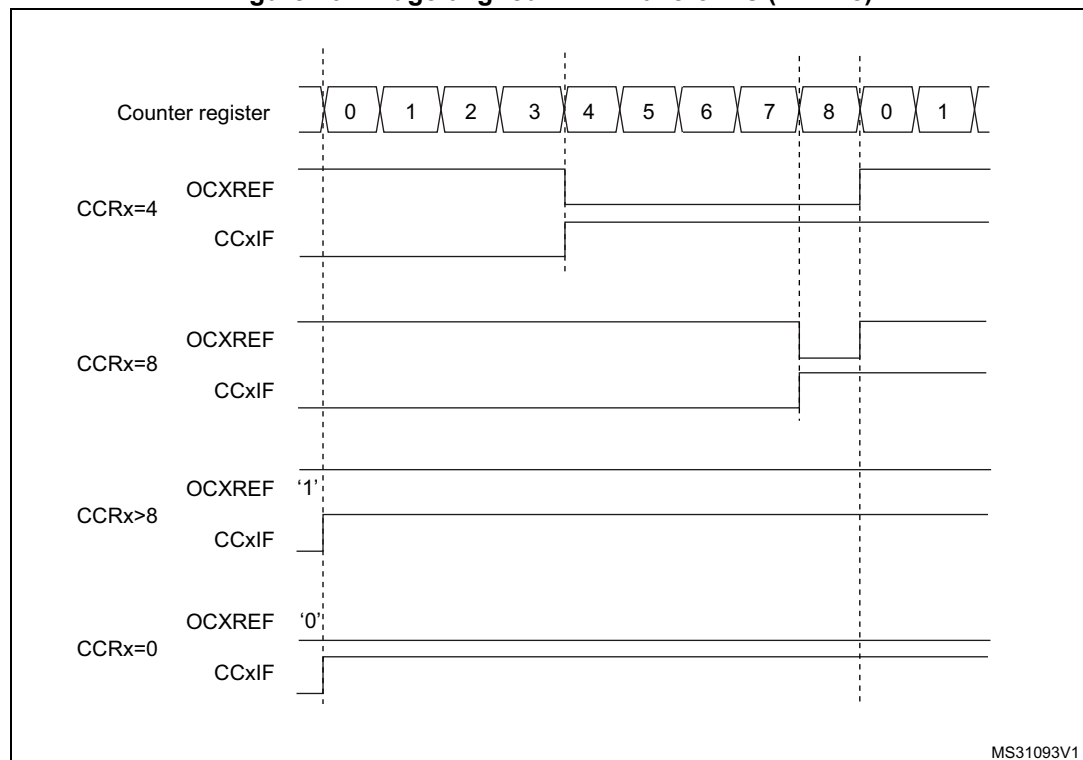 Counter register 0 1 2 3 4 5 6 7 8 0 1
OCXREF
CCRx=4
CCxIF
OCXREF
CCRx=8
CCxIF
OCXREF ‘1’
CCRx>8
CCxIF
OCXREF ‘0’
CCRx=0
CCxIF
MS31093V1